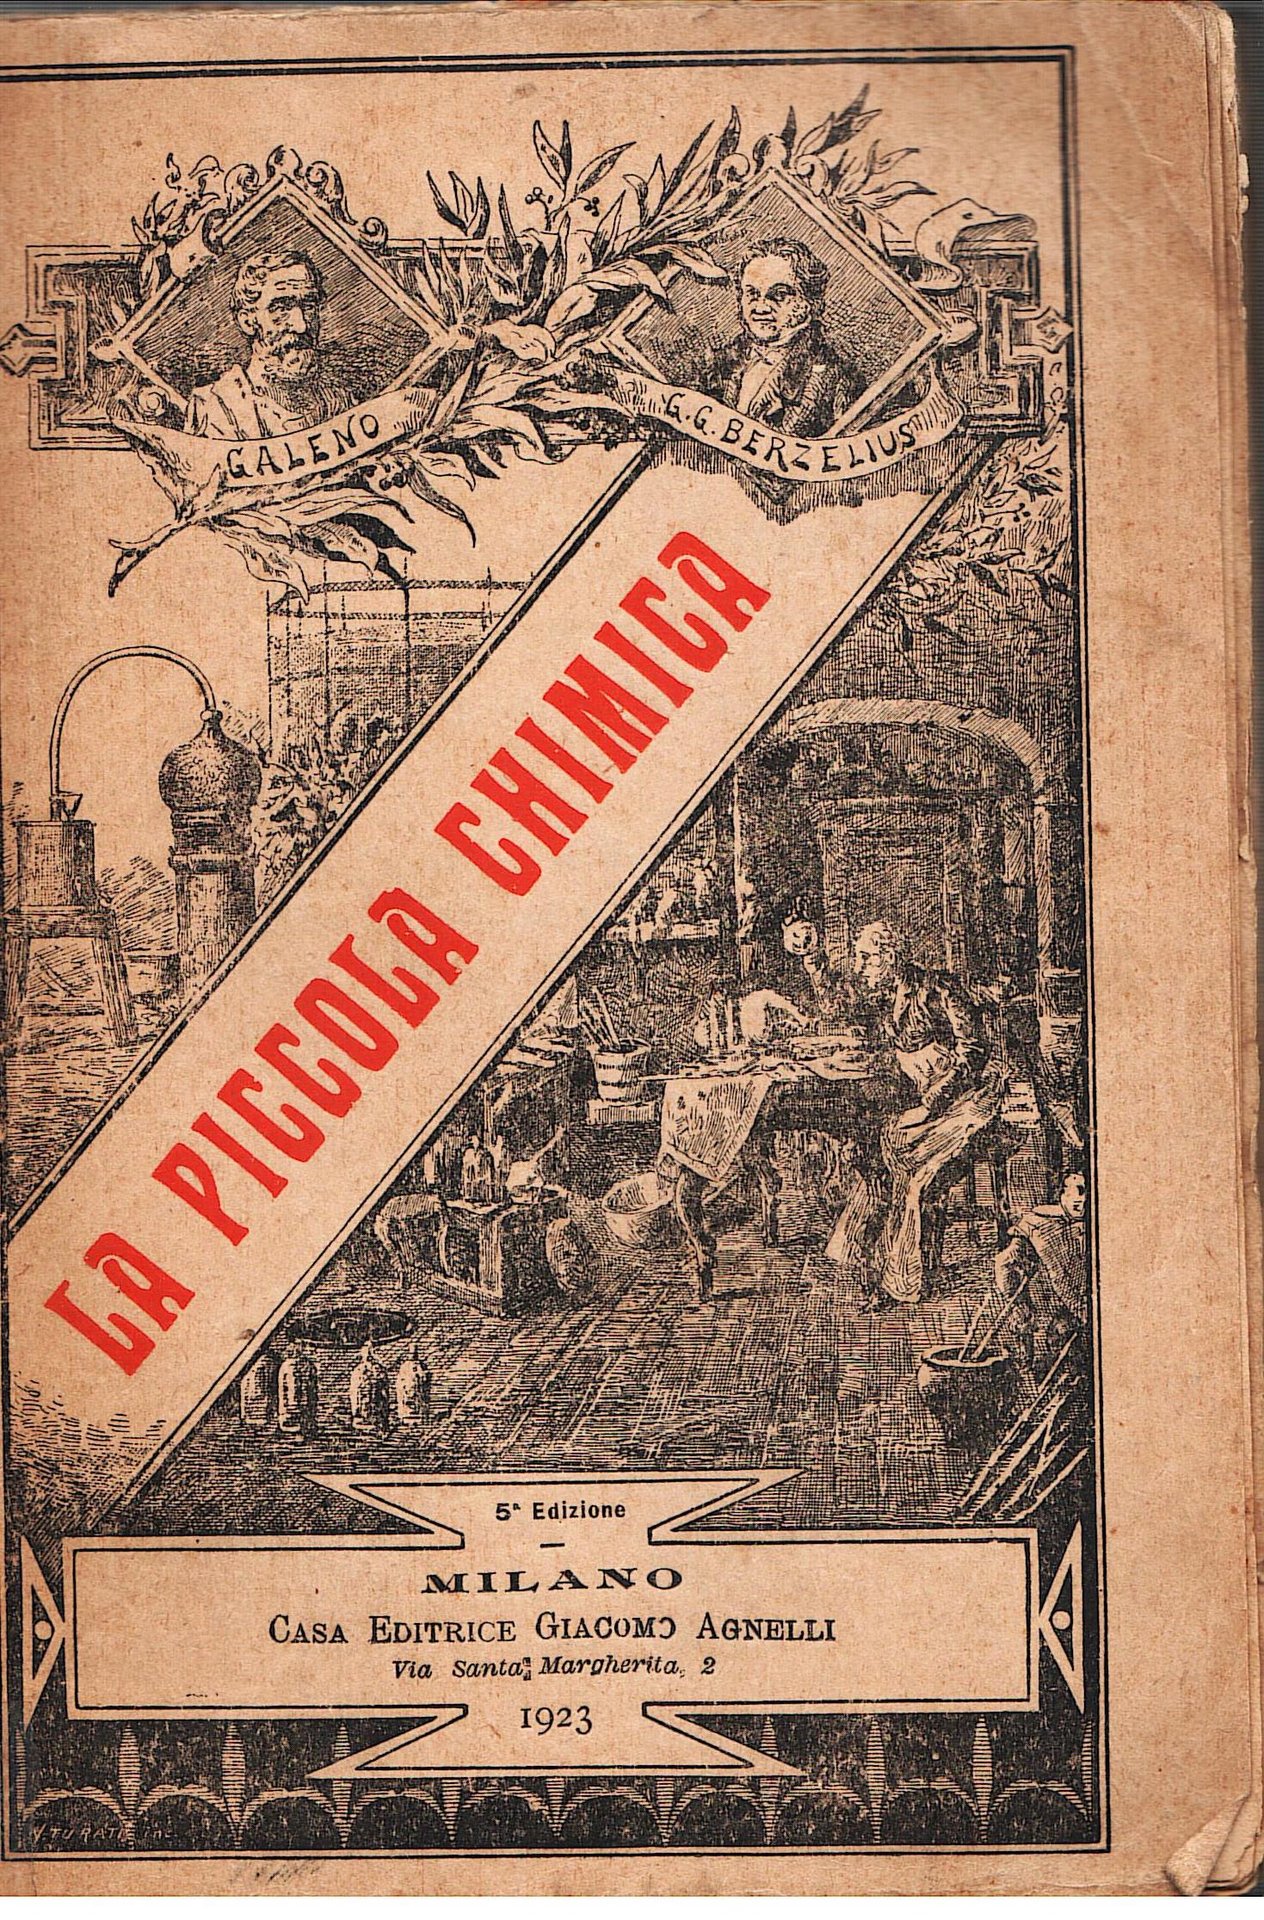 GALENO
G. G. BERZELIUS
LA PICCOLA CHIMICA
5ª Edizione
MILANO
CASA EDITRICE GIACOMO AGNELLI
Via Santa Margherita, 2
1923